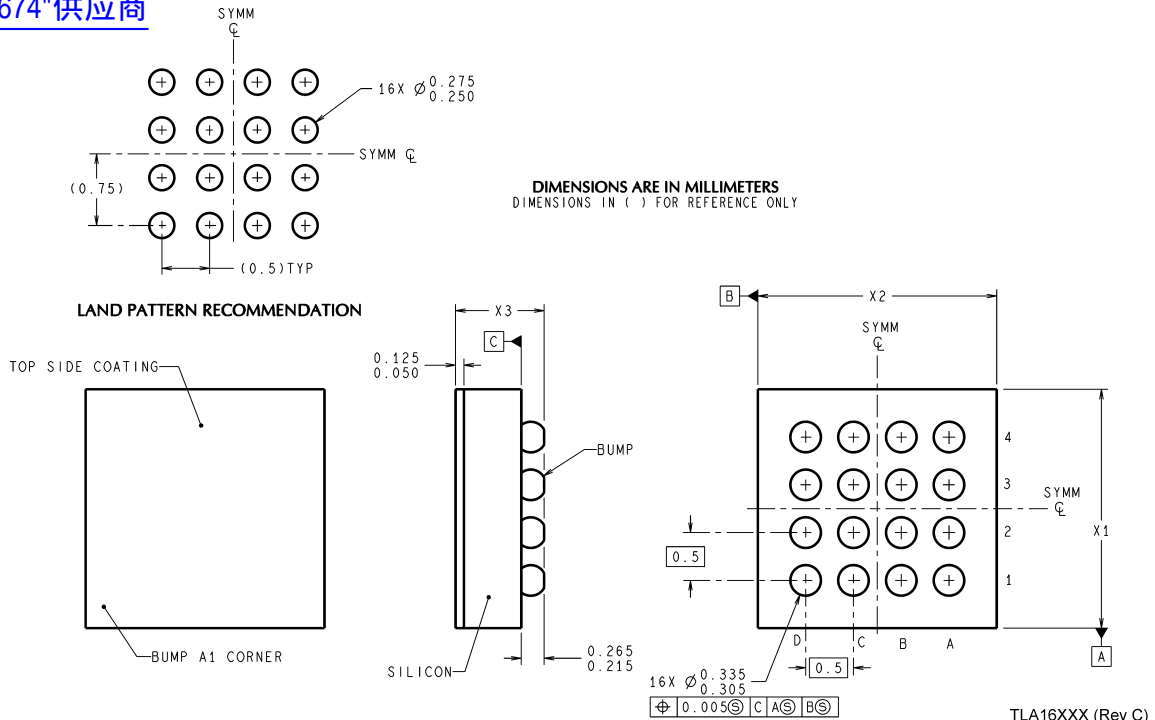 674"供应商
SYMM
℄
16X Ø 0.275
0.250
SYMM ℄
(0.75)
(0.5)TYP
DIMENSIONS ARE IN MILLIMETERS
DIMENSIONS IN ( ) FOR REFERENCE ONLY
LAND PATTERN RECOMMENDATION
TOP SIDE COATING
BUMP A1 CORNER
X3
C
0.125
0.050
BUMP
SILICON
0.265
0.215
B
X2
SYMM
℄
4
3
SYMM
℄
2
X1
1
0.5
D C B A
0.5
A
16X Ø 0.335
0.305
⌖ 0.005Ⓢ C AⓈ BⓈ
TLA16XXX (Rev C)